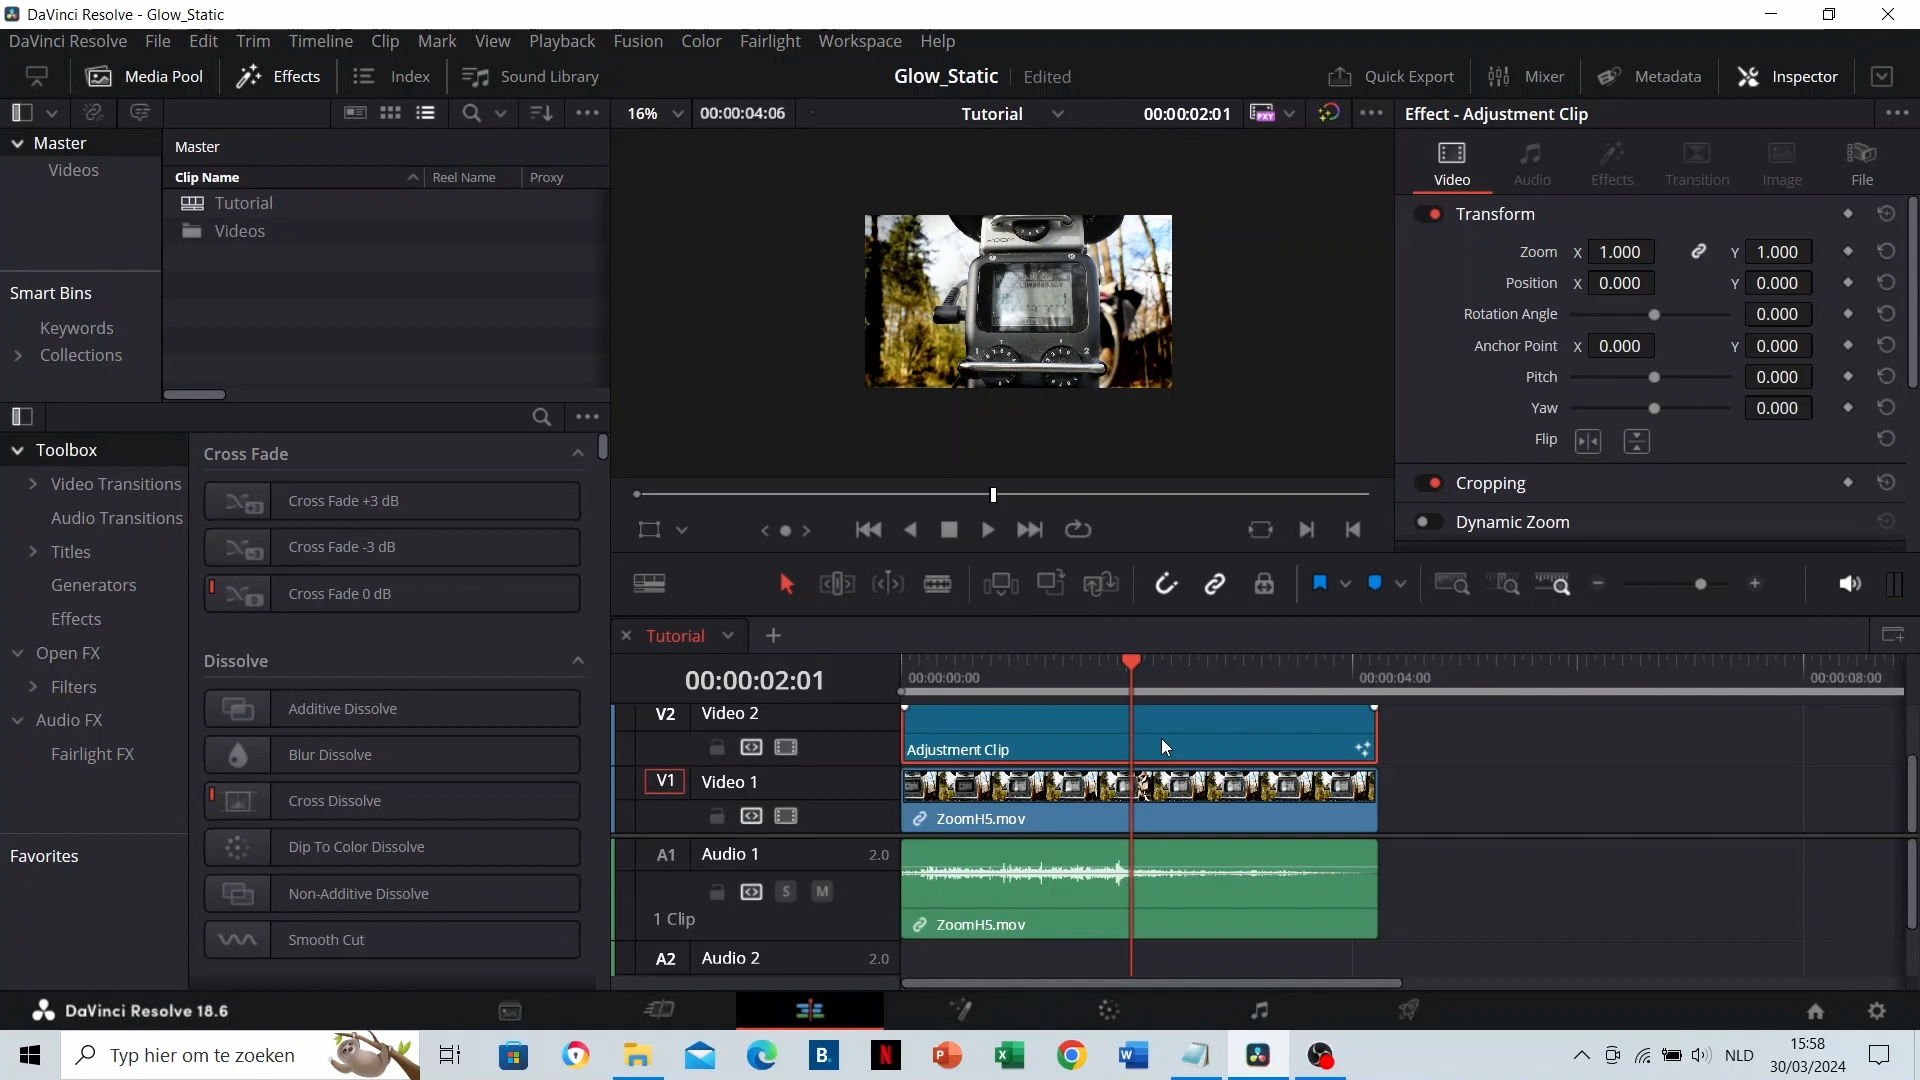 DaVinci Resolve - Glow_Static
DaVinci Resolve File Edit Trim Timeline Clip Mark View Playback Fusion Color Fairlight Workspace Help
Media Pool Effects Index Sound Library Glow_Static Edited Quick Export Mixer Metadata Inspector
16% 00:00:04:06 Tutorial 00:00:02:01 PXY Effect - Adjustment Clip
Master
Videos
Smart Bins
Keywords
Collections
Master
Clip Name Reel Name Proxy
Tutorial
Videos
Video Audio Effects Transition Image File
Transform
Zoom X 1.000 Y 1.000
Position X 0.000 Y 0.000
Rotation Angle 0.000
Anchor Point X 0.000 Y 0.000
Pitch 0.000
Yaw 0.000
Flip
Cropping
Dynamic Zoom
Toolbox
Video Transitions
Audio Transitions
Titles
Generators
Effects
Open FX
Filters
Audio FX
Fairlight FX
Favorites
Cross Fade
+3 Cross Fade +3 dB
-3 Cross Fade -3 dB
0 Cross Fade 0 dB
Dissolve
Additive Dissolve
Blur Dissolve
Cross Dissolve
Dip To Color Dissolve
Non-Additive Dissolve
Smooth Cut
Tutorial
00:00:02:01 00:00:00:00 00:00:04:00 00:00:08:00
V2 Video 2
Adjustment Clip
V1 Video 1
ZoomH5.mov
A1 Audio 1 2.0
S M
1 Clip
ZoomH5.mov
A2 Audio 2 2.0
DaVinci Resolve 18.6
Typ hier om te zoeken B. N NLD 15:58
30/03/2024